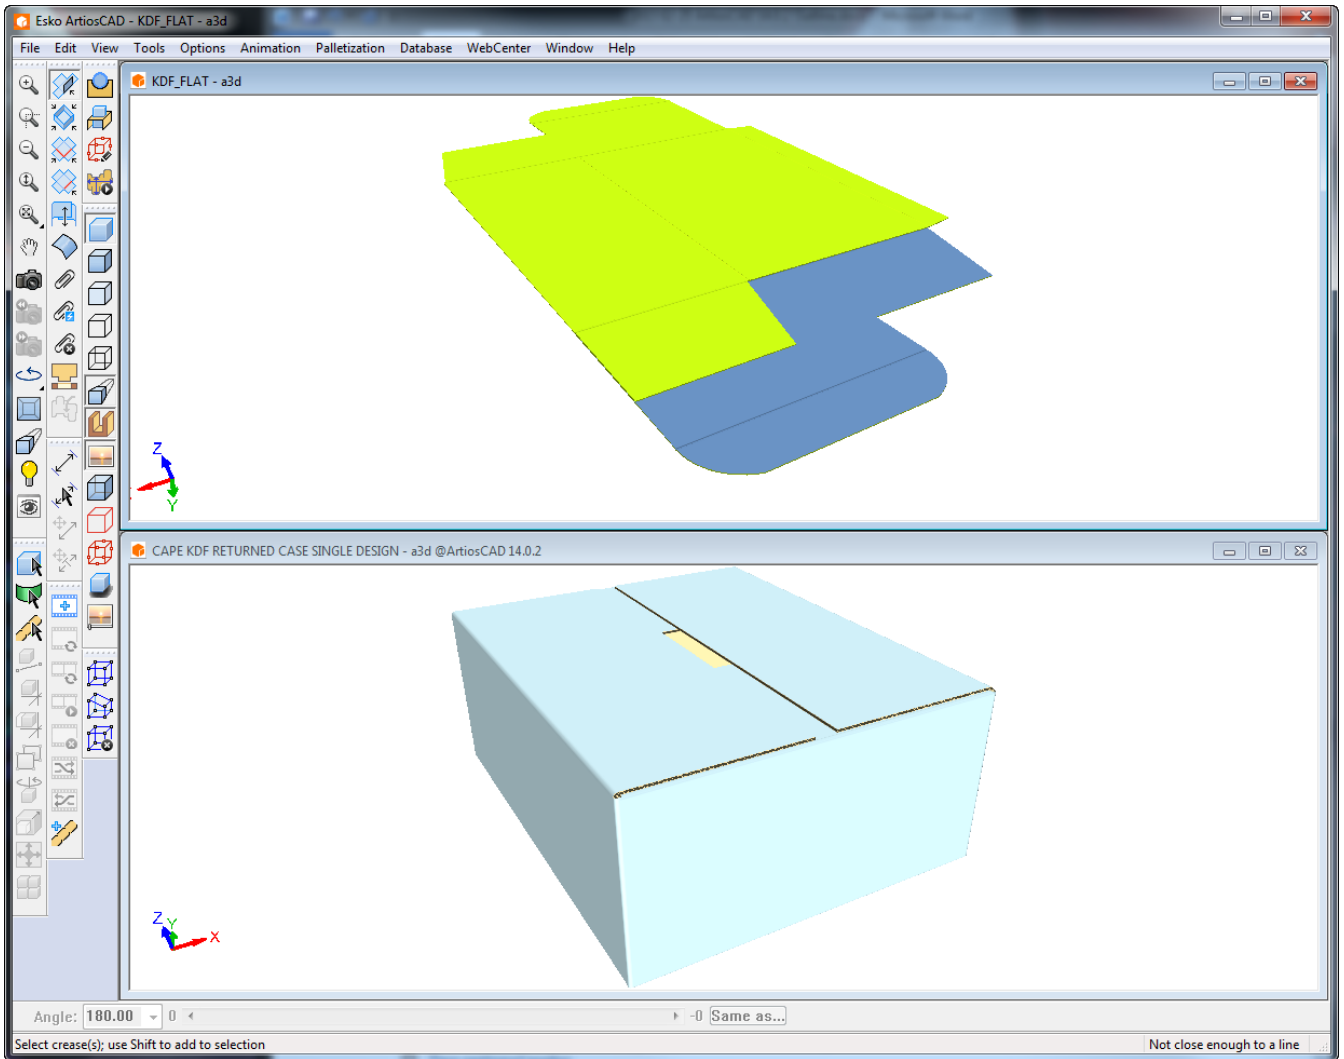 Esko ArtiosCAD - KDF_FLAT - a3d
File Edit View Tools Options Animation Palletization Database WebCenter Window Help
KDF_FLAT - a3d
Z
Y
CAPE KDF RETURNED CASE SINGLE DESIGN - a3d @ArtiosCAD 14.0.2
Z
Y
X
Angle: 180.00 0 -0 Same as...
Select crease(s); use Shift to add to selection Not close enough to a line